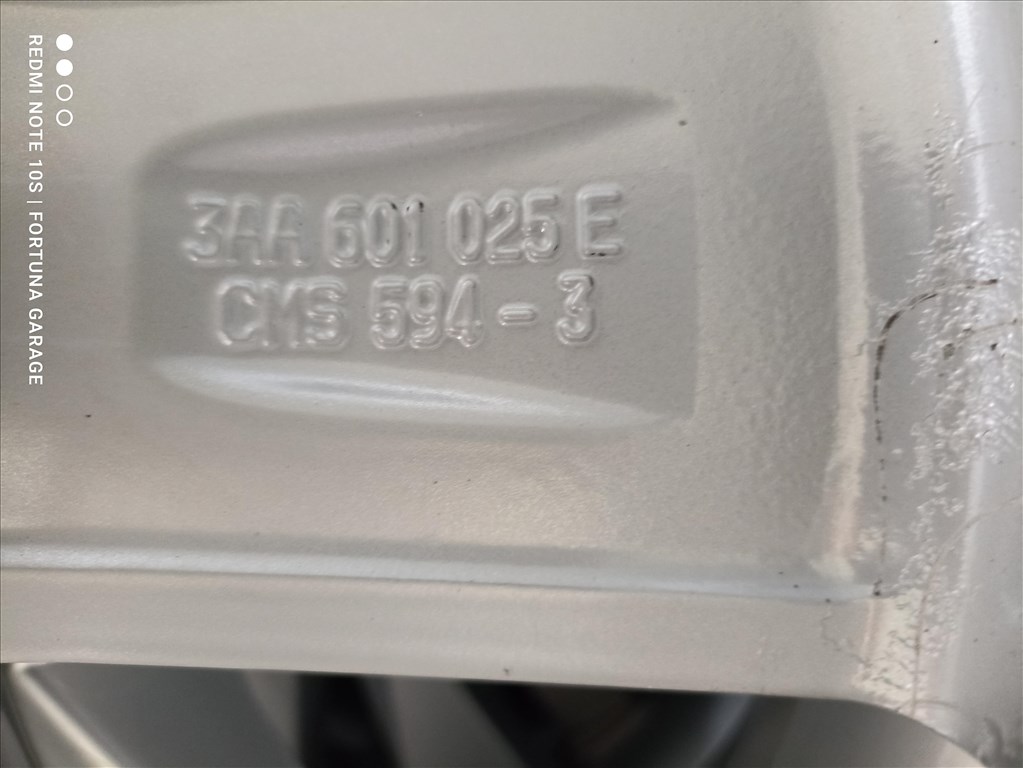 3AA 601 025 E
CMS 594 - 3
REDMI NOTE 10S | FORTUNA GARAGE